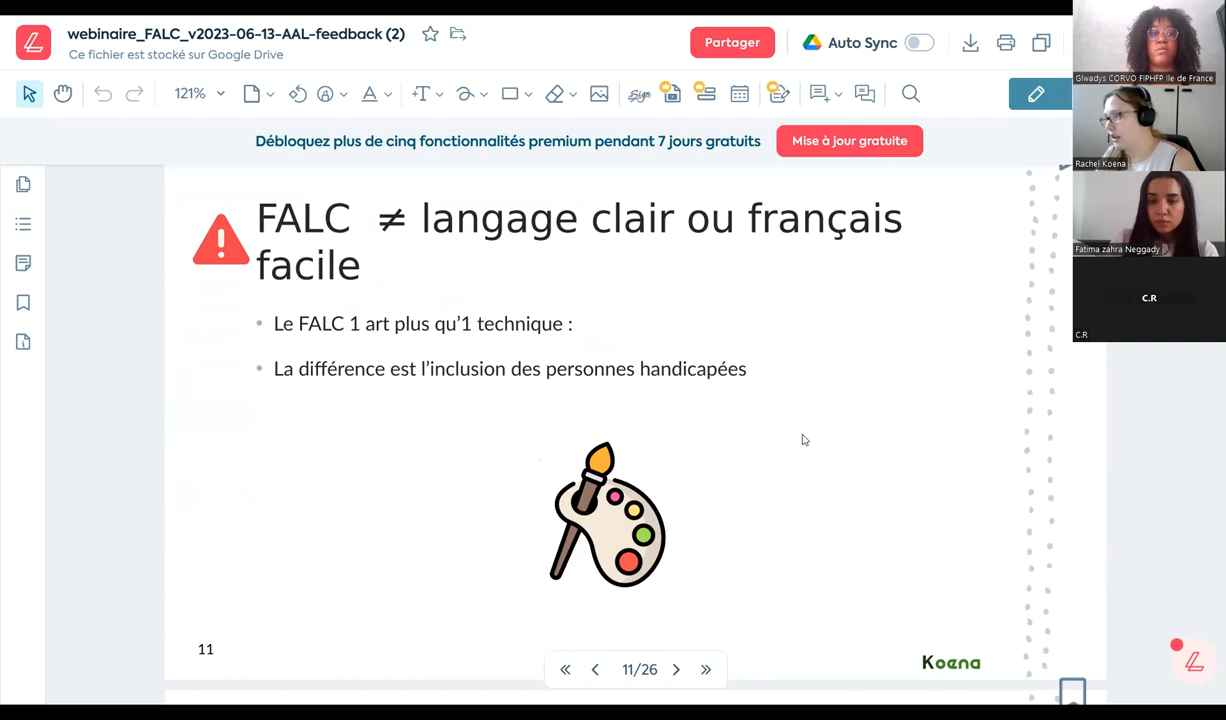 webinaire_FALC_v2023-06-13-AAL-feedback (2)
Ce fichier est stocké sur Google Drive
Partager
Auto Sync
121%
T
Sign
Débloquez plus de cinq fonctionnalités premium pendant 7 jours gratuits
Mise à jour gratuite
FALC ≠ langage clair ou français
facile
• Le FALC 1 art plus qu’1 technique :
• La différence est l’inclusion des personnes handicapées
11
Koena
11/26
Glwadys CORVO FIPHFP Ile de France
Rachel Koena
Fatima zahra Neggady
C.R
C.R